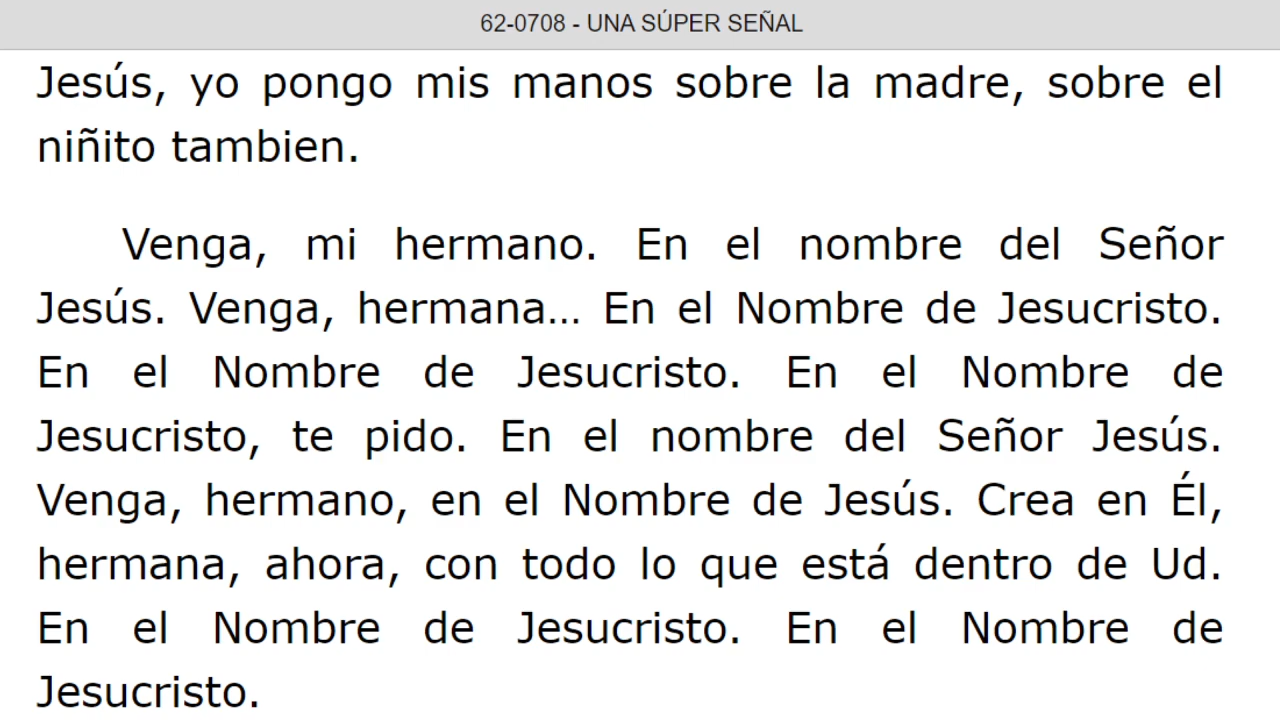 62-0708 - UNA SÚPER SEÑAL
Jesús, yo pongo mis manos sobre la madre, sobre el
niñito tambien.
Venga, mi hermano. En el nombre del Señor
Jesús. Venga, hermana... En el Nombre de Jesucristo.
En el Nombre de Jesucristo. En el Nombre de
Jesucristo, te pido. En el nombre del Señor Jesús.
Venga, hermano, en el Nombre de Jesús. Crea en Él,
hermana, ahora, con todo lo que está dentro de Ud.
En el Nombre de Jesucristo. En el Nombre de
Jesucristo.